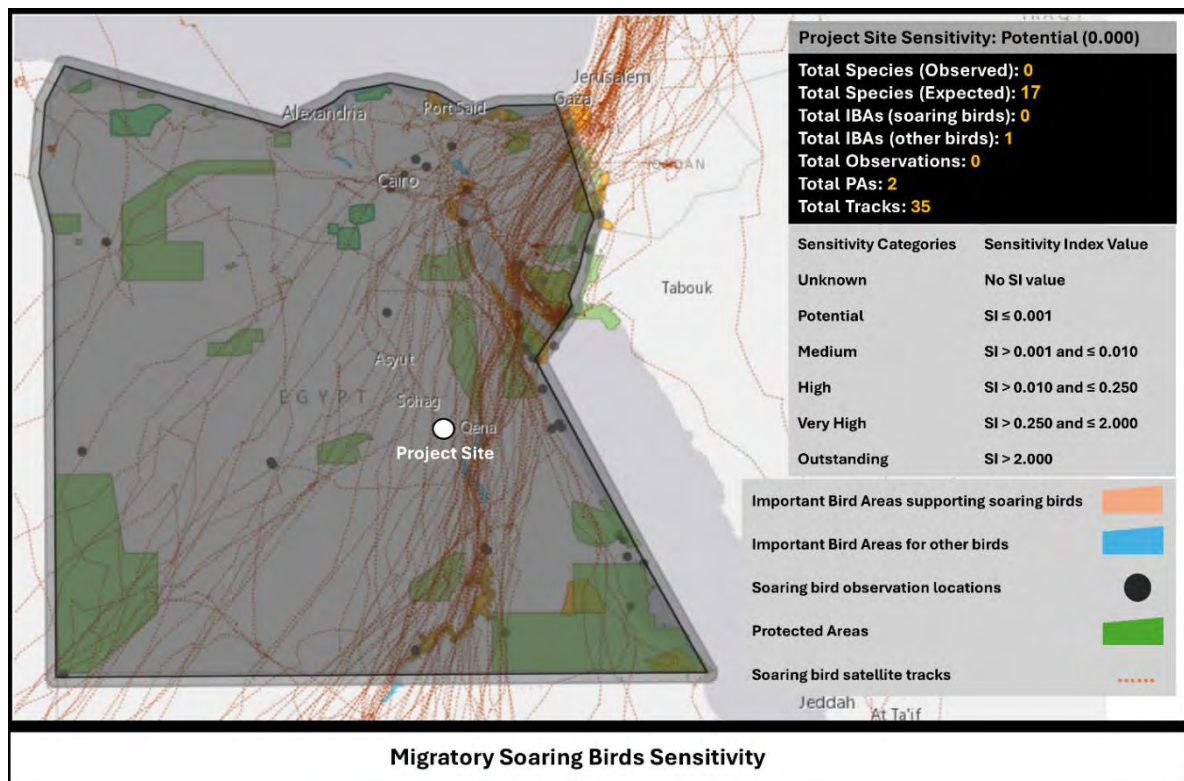 IRAQ
Project Site Sensitivity: Potential (0.000)
Total Species (Observed): 0
Total Species (Expected): 17
Total IBAs (soaring birds): 0
Total IBAs (other birds): 1
Total Observations: 0
Total PAs: 2
Total Tracks: 35
Jerusalem
Gaza
Port Said
Alexandria
JORDAN
Cairo
Tabouk
Asyut
EGYPT
Sohag
Qena
Project Site
Sensitivity Categories Sensitivity Index Value
Unknown No SI value
Potential SI ≤ 0.001
Medium SI > 0.001 and ≤ 0.010
High SI > 0.010 and ≤ 0.250
Very High SI > 0.250 and ≤ 2.000
Outstanding SI > 2.000
Important Bird Areas supporting soaring birds
Important Bird Areas for other birds
Soaring bird observation locations
Protected Areas
Soaring bird satellite tracks
Jeddah
At Ta'if
Migratory Soaring Birds Sensitivity